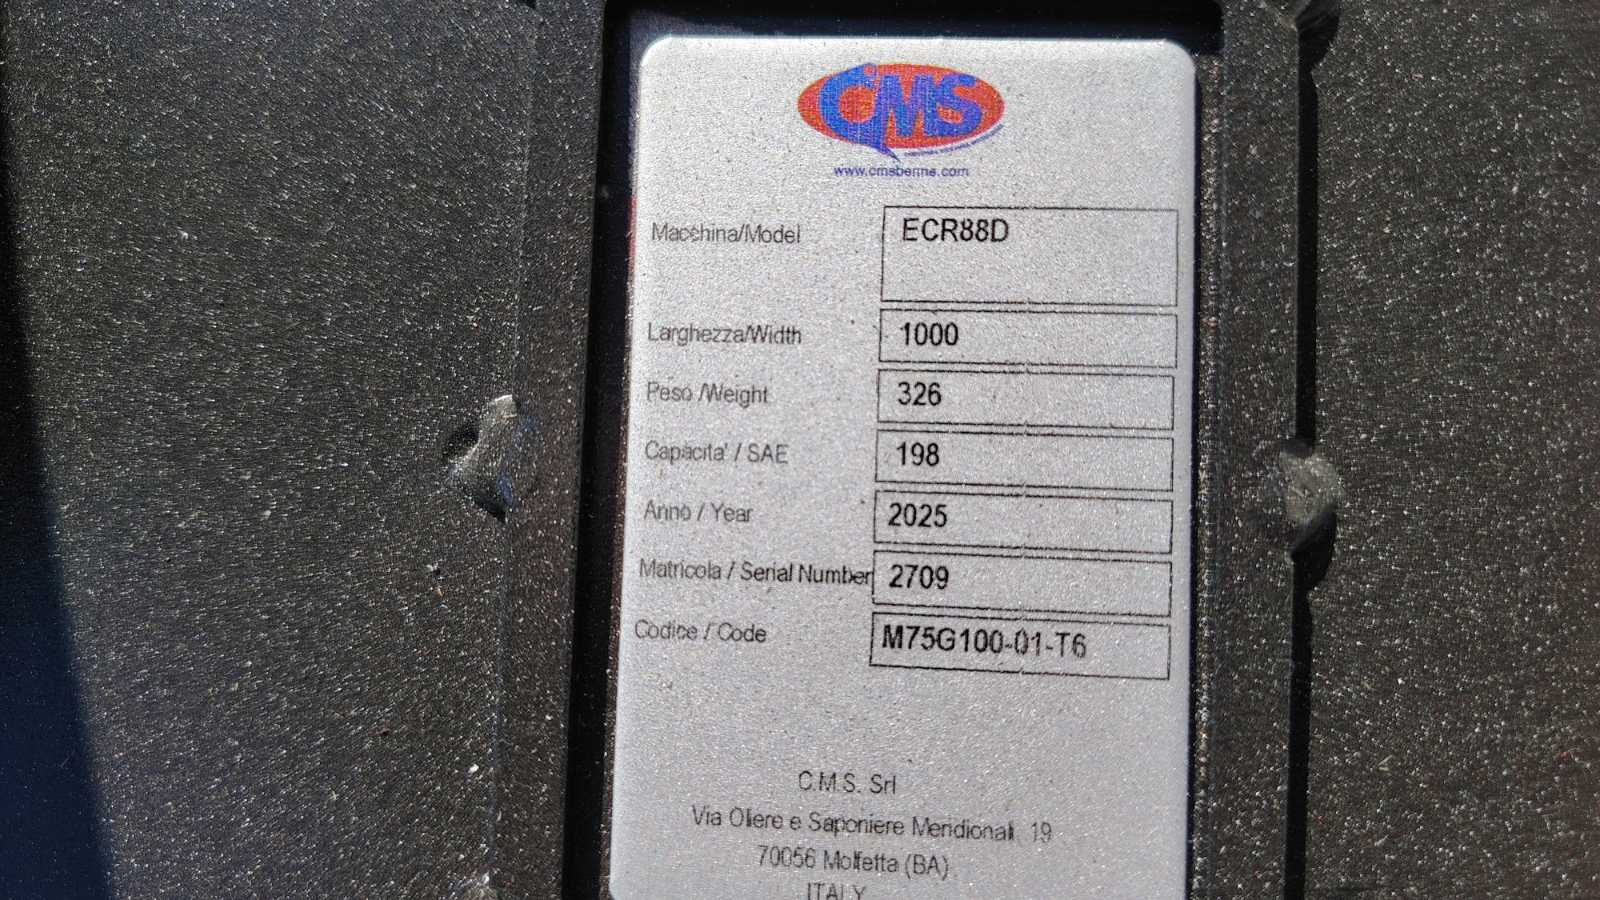 CMS
www.cmsbenne.com
Macchina/Model ECR88D
Larghezza/Width 1000
Peso /Weight 326
Capacita' / SAE 198
Anno / Year 2025
Matricola / Serial Number 2709
Codice / Code M75G100-01-T6
C.M.S. Srl
Via Oliere e Saponiere Meridionali, 19
70056 Molfetta (BA)
ITALY